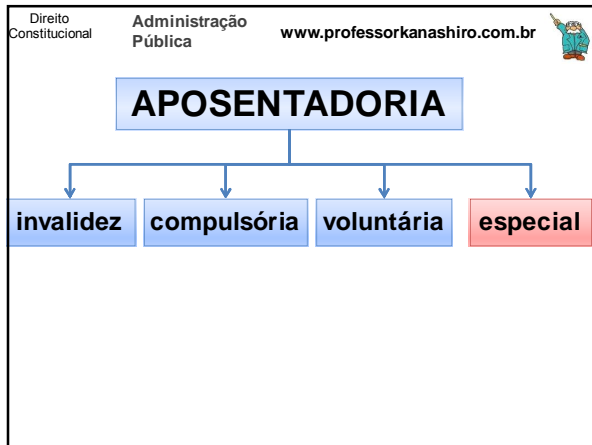 Direito
Constitucional
Administração
Pública
www.professorkanashiro.com.br
APOSENTADORIA
invalidez
compulsória
voluntária
especial